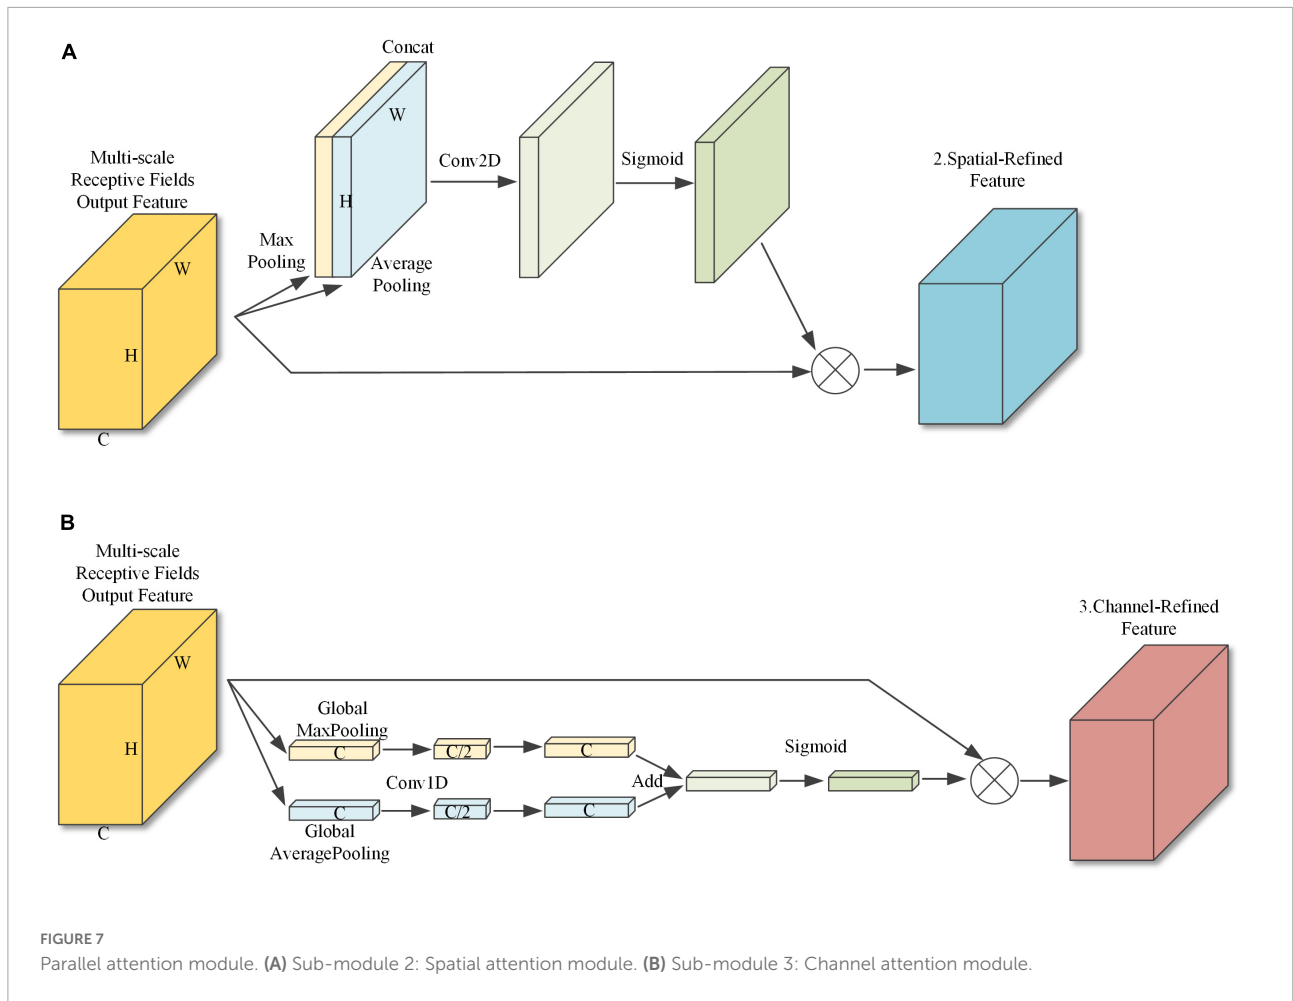 A
Concat
W
Multi-scale
Receptive Fields
Output Feature
Conv2D
Sigmoid
2.Spatial-Refined
Feature
H
Max
Pooling
Average
Pooling
W
H
C
B
Multi-scale
Receptive Fields
Output Feature
W
H
C
3.Channel-Refined
Feature
Global
MaxPooling
C
C/2
C
Sigmoid
Conv1D
Add
C
C/2
C
Global
AveragePooling
FIGURE 7
Parallel attention module. (A) Sub-module 2: Spatial attention module. (B) Sub-module 3: Channel attention module.